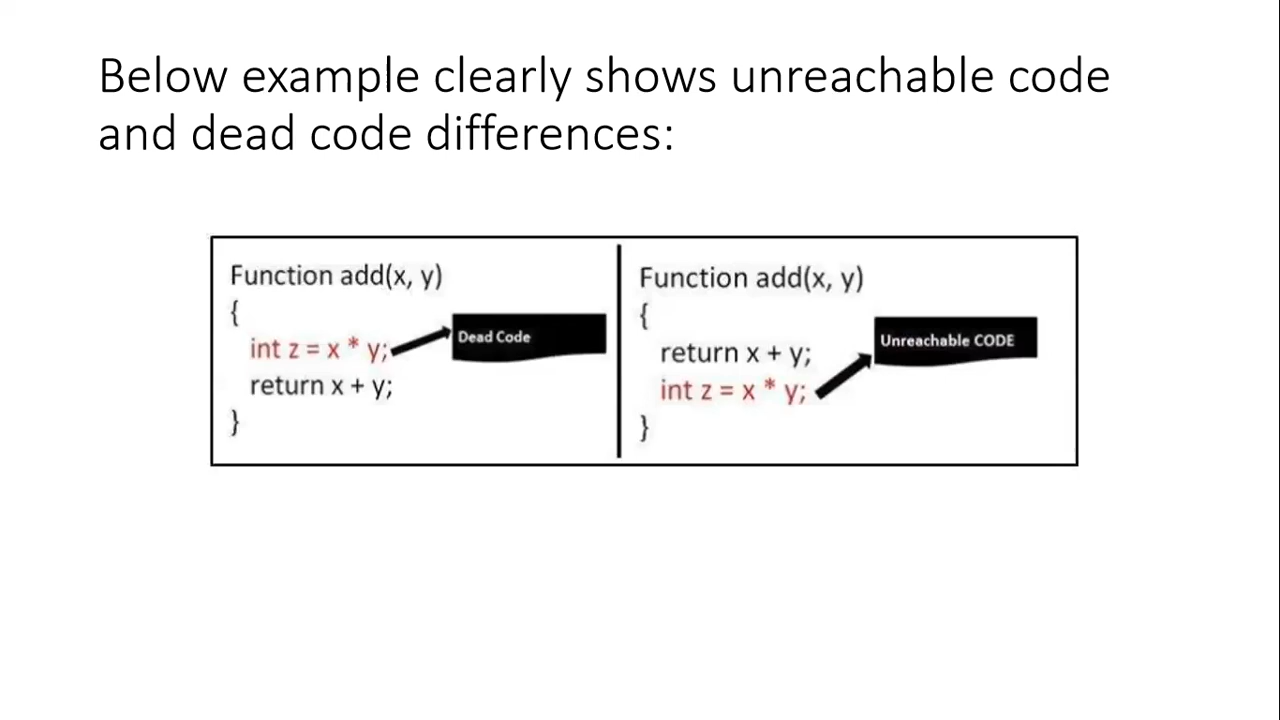 Below example clearly shows unreachable code
and dead code differences:
Function add(x, y)
{
int z = x * y;
return x + y;
}
Dead Code
Function add(x, y)
{
return x + y;
int z = x * y;
}
Unreachable CODE